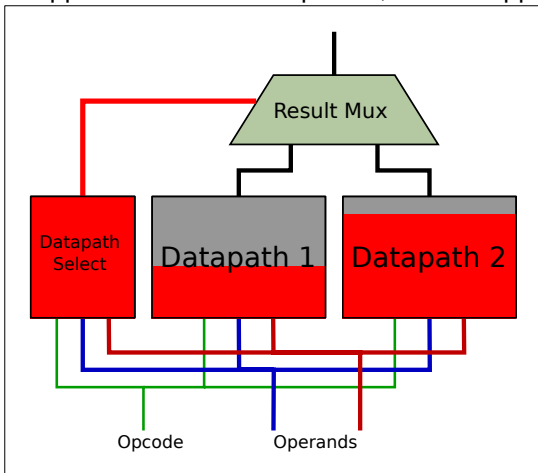 Result Mux
Datapath
Select
Datapath 1
Datapath 2
Opcode
Operands